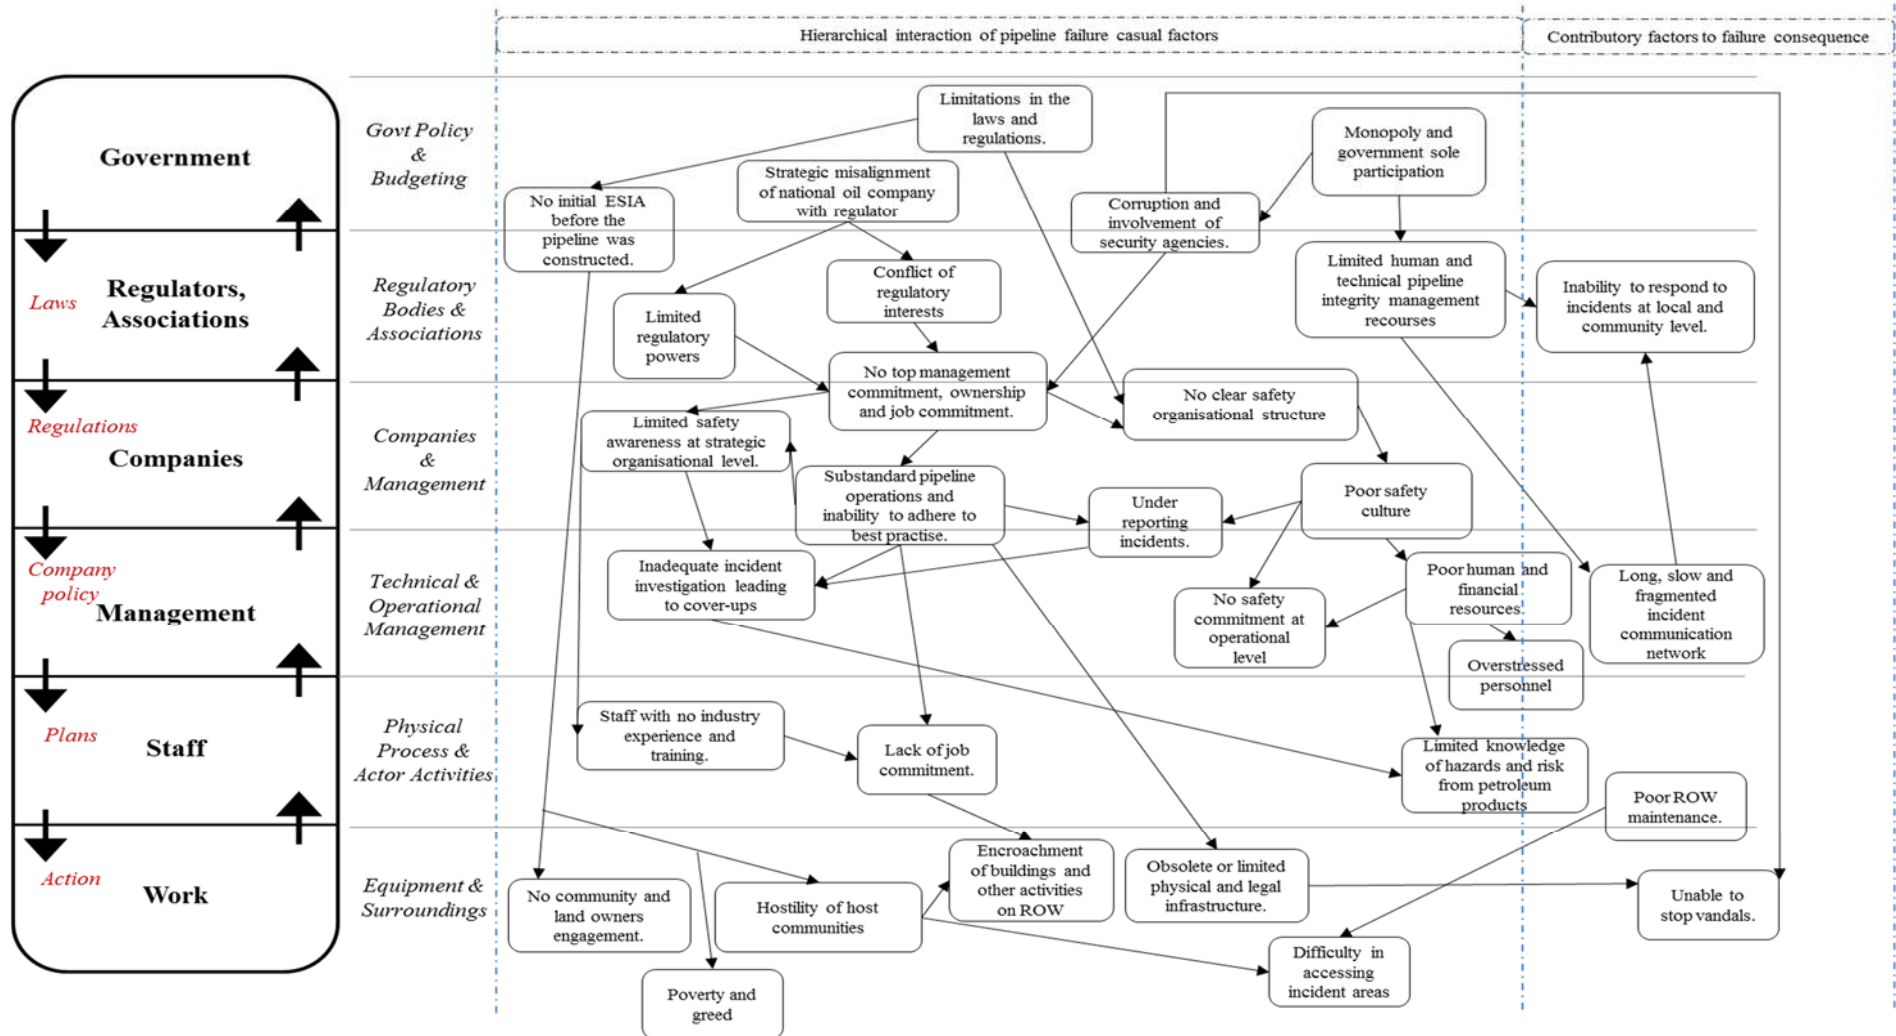 Hierarchical interaction of pipeline failure casual factors
Contributory factors to failure consequence
Government
Laws
Regulators,
Associations
Regulations
Companies
Company
policy
Management
Plans
Staff
Action
Work
Govt Policy
&
Budgeting
Regulatory
Bodies &
Associations
Companies
&
Management
Technical &
Operational
Management
Physical
Process &
Actor Activities
Equipment &
Surroundings
Limitations in the
laws and
regulations.
Monopoly and
government sole
participation
Strategic misalignment
of national oil company
with regulator
No initial ESIA
before the
pipeline was
constructed.
Corruption and
involvement of
security agencies.
Conflict of
regulatory
interests
Limited human and
technical pipeline
integrity management
recourses
Inability to respond to
incidents at local and
community level.
Limited
regulatory
powers
No top management
commitment, ownership
and job commitment.
No clear safety
organisational structure
Limited safety
awareness at strategic
organisational level.
Substandard pipeline
operations and
inability to adhere to
best practise.
Under
reporting
incidents.
Poor safety
culture
Inadequate incident
investigation leading
to cover-ups
No safety
commitment at
operational
level
Poor human and
financial
resources.
Long, slow and
fragmented
incident
communication
network
Overstressed
personnel
Staff with no industry
experience and
training.
Lack of job
commitment.
Limited knowledge
of hazards and risk
from petroleum
products
Poor ROW
maintenance.
No community and
land owners
engagement.
Hostility of host
communities
Encroachment
of buildings and
other activities
on ROW
Obsolete or limited
physical and legal
infrastructure.
Unable to
stop vandals.
Difficulty in
accessing
incident areas
Poverty and
greed